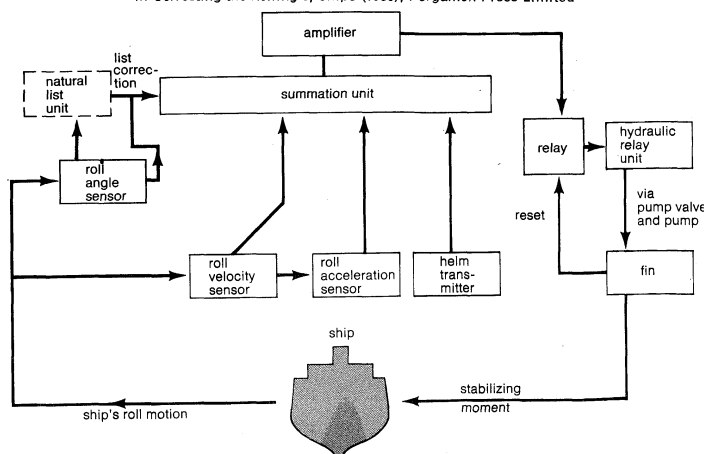 amplifier
list
correc-
tion
natural
list
unit
summation unit
roll
angle
sensor
relay
hydraulic
relay
unit
via
pump valve
and pump
reset
roll
velocity
sensor
roll
acceleration
sensor
helm
trans-
mitter
fin
ship
stabilizing
moment
ship's roll motion